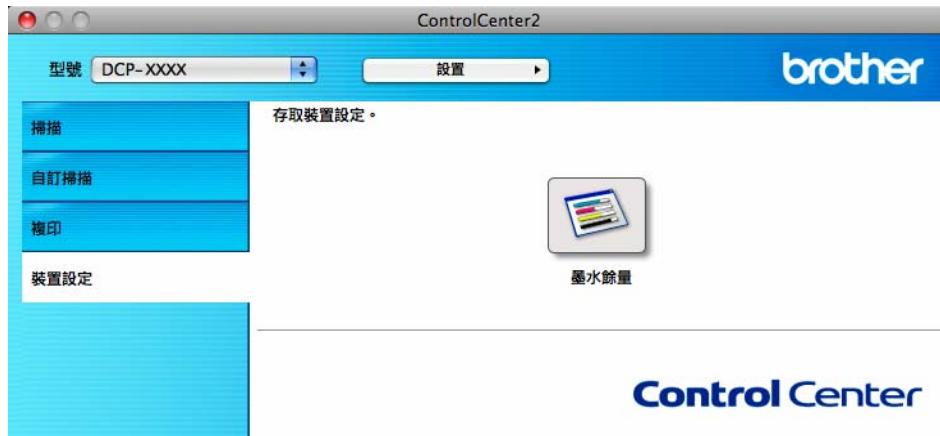 ControlCenter2
型號 DCP-XXXX
設置
brother
掃描
自訂掃描
複印
裝置設定
存取裝置設定。
墨水餘量
Control Center